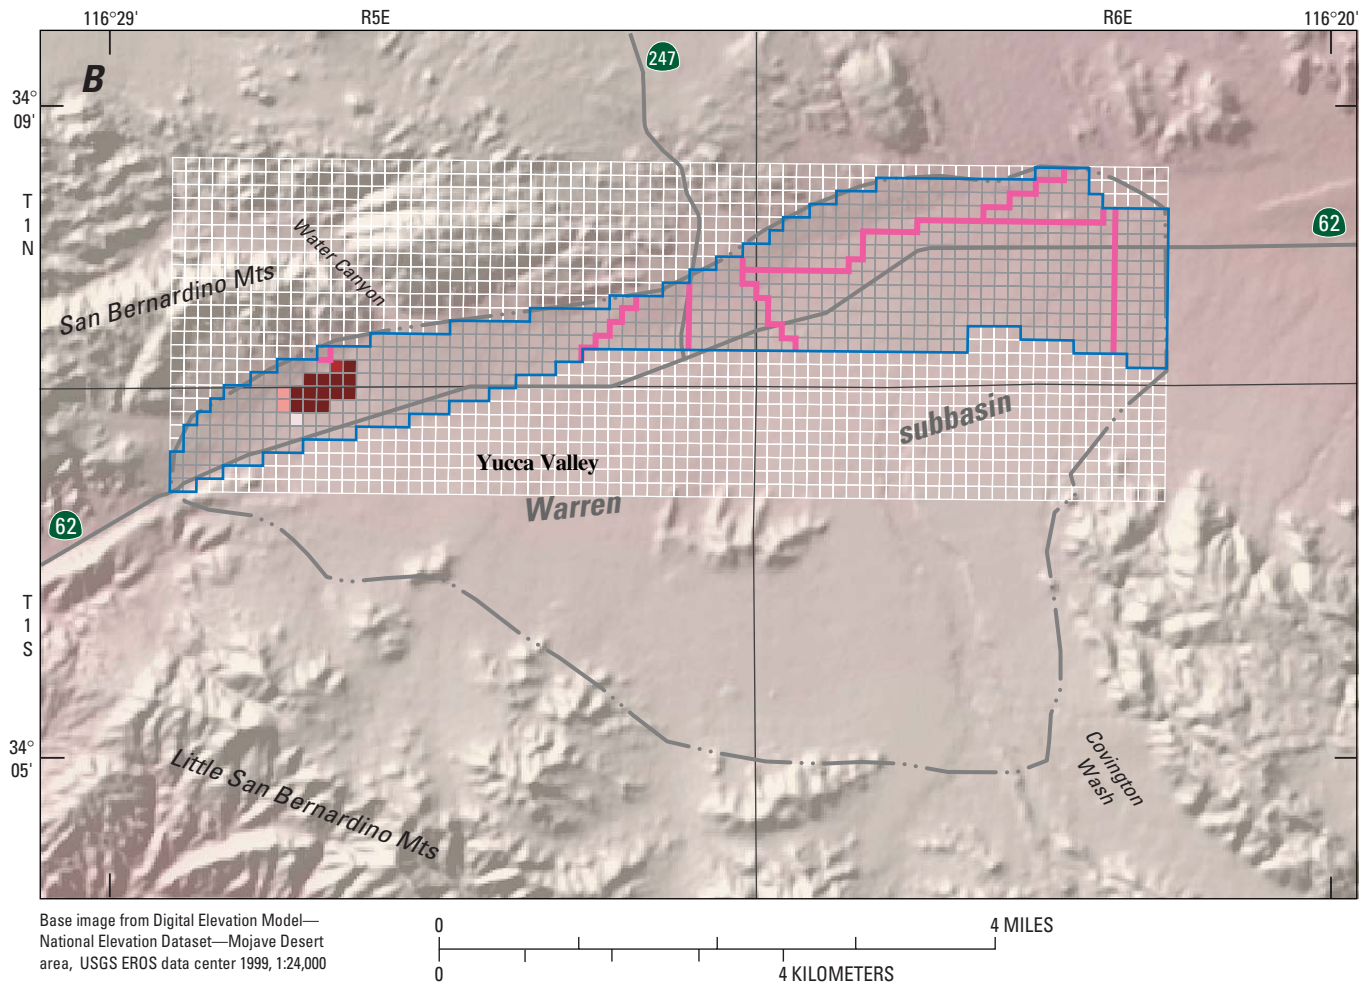 116°29' R5E R6E 116°20'
B
247
34°
09'
T
1
N
62
Water Canyon
San Bernardino Mts
subbasin
Yucca Valley
Warren
62
T
1
S
34°
05'
Little San Bernardino Mts
Covington
Wash
Base image from Digital Elevation Model—
National Elevation Dataset—Mojave Desert
area, USGS EROS data center 1999, 1:24,000
0 4 MILES
0 4 KILOMETERS